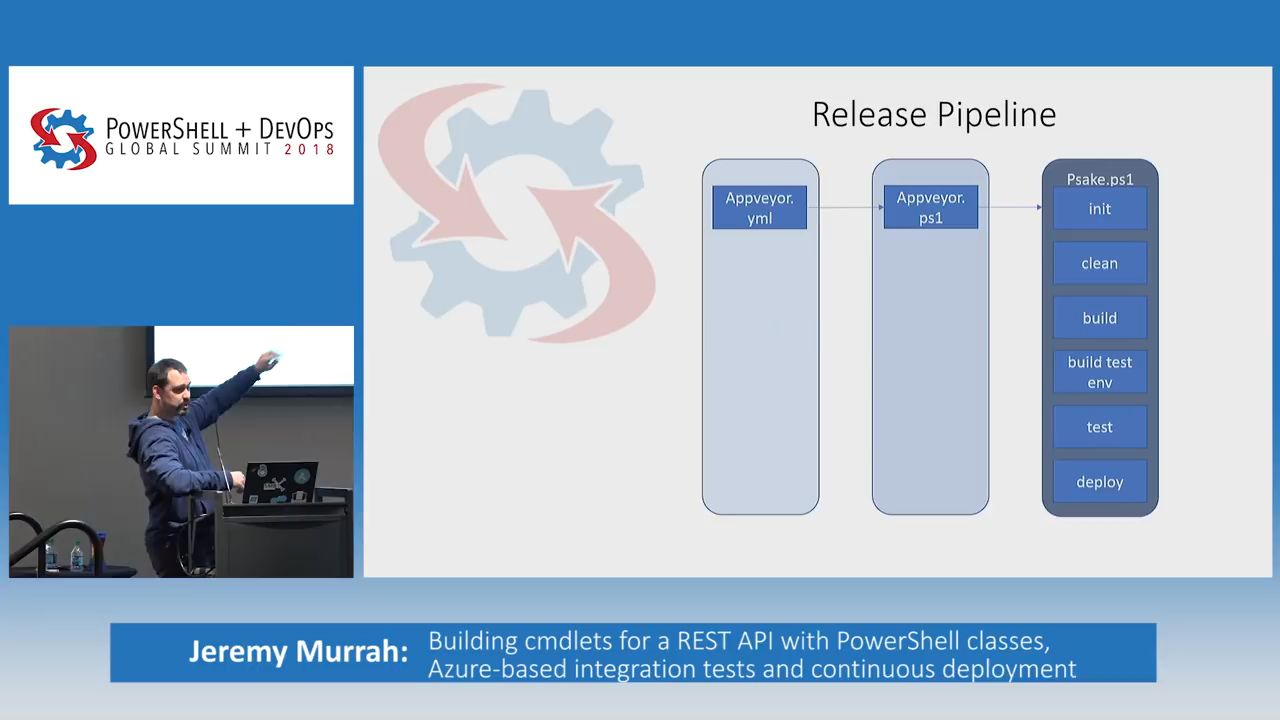 POWERSHELL + DEVOPS
GLOBAL SUMMIT 2018
Release Pipeline
Appveyor.
yml
Appveyor.
ps1
Psake.ps1
init
clean
build
build test
env
test
deploy
Jeremy Murrah:
Building cmdlets for a REST API with PowerShell classes,
Azure-based integration tests and continuous deployment